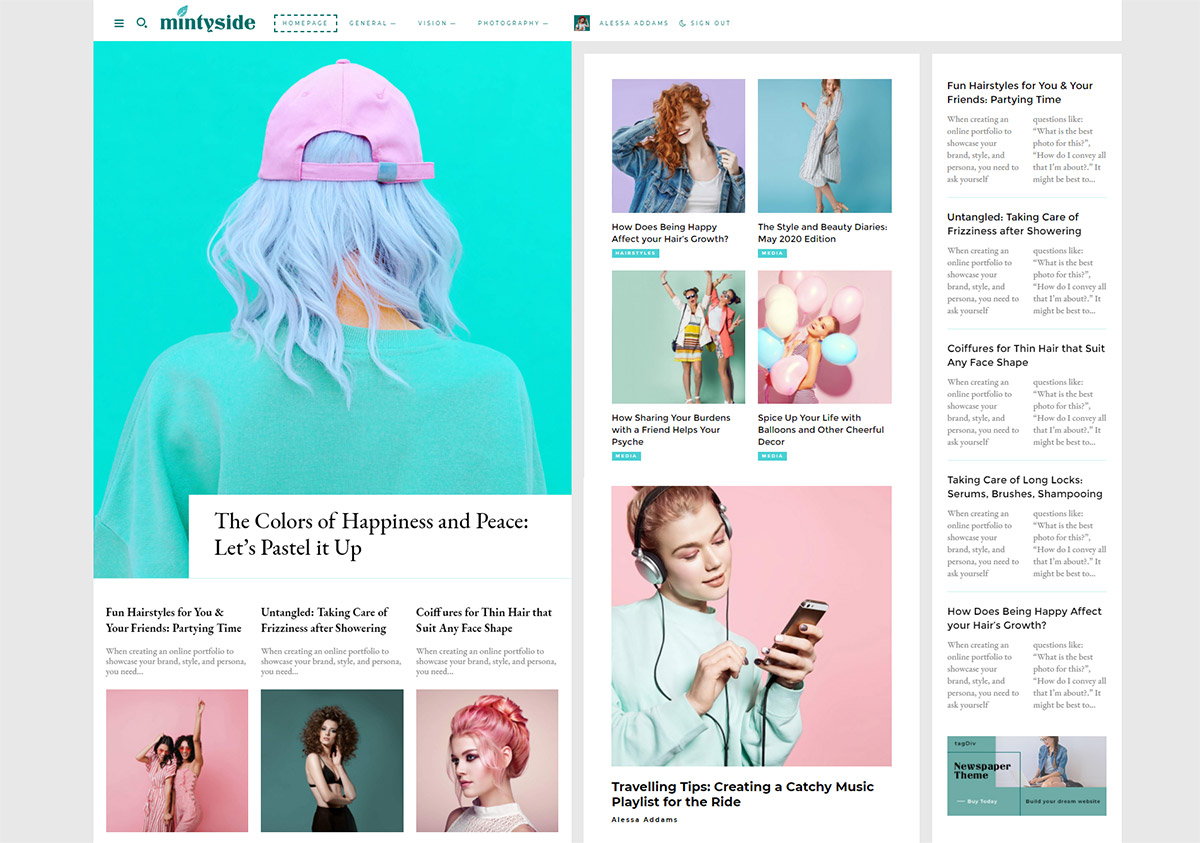 mintyside
HOMEPAGE
GENERAL —
VISION —
PHOTOGRAPHY —
ALESSA ADDAMS
SIGN OUT
The Colors of Happiness and Peace:
Let’s Pastel it Up
Fun Hairstyles for You &
Your Friends: Partying Time
When creating an online portfolio to
showcase your brand, style, and persona,
you need...
Untangled: Taking Care of
Frizziness after Showering
When creating an online portfolio to
showcase your brand, style, and persona,
you need...
Coiffures for Thin Hair that
Suit Any Face Shape
When creating an online portfolio to
showcase your brand, style, and persona,
you need...
How Does Being Happy
Affect your Hair’s Growth?
HAIRSTYLES
The Style and Beauty Diaries:
May 2020 Edition
MEDIA
How Sharing Your Burdens
with a Friend Helps Your
Psyche
MEDIA
Spice Up Your Life with
Balloons and Other Cheerful
Decor
MEDIA
Travelling Tips: Creating a Catchy Music
Playlist for the Ride
Alessa Addams
Fun Hairstyles for You & Your
Friends: Partying Time
When creating an
online portfolio to
showcase your
brand, style, and
persona, you need to
ask yourself
questions like:
“What is the best
photo for this?”,
“How do I convey all
that I’m about?.” It
might be best to...
Untangled: Taking Care of
Frizziness after Showering
When creating an
online portfolio to
showcase your
brand, style, and
persona, you need to
ask yourself
questions like:
“What is the best
photo for this?”,
“How do I convey all
that I’m about?.” It
might be best to...
Coiffures for Thin Hair that Suit
Any Face Shape
When creating an
online portfolio to
showcase your
brand, style, and
persona, you need to
ask yourself
questions like:
“What is the best
photo for this?”,
“How do I convey all
that I’m about?.” It
might be best to...
Taking Care of Long Locks:
Serums, Brushes, Shampooing
When creating an
online portfolio to
showcase your
brand, style, and
persona, you need to
ask yourself
questions like:
“What is the best
photo for this?”,
“How do I convey all
that I’m about?.” It
might be best to...
How Does Being Happy Affect
your Hair’s Growth?
When creating an
online portfolio to
showcase your
brand, style, and
persona, you need to
ask yourself
questions like:
“What is the best
photo for this?”,
“How do I convey all
that I’m about?.” It
might be best to...
tagDiv
Newspaper
Theme
— Buy Today
Build your dream website